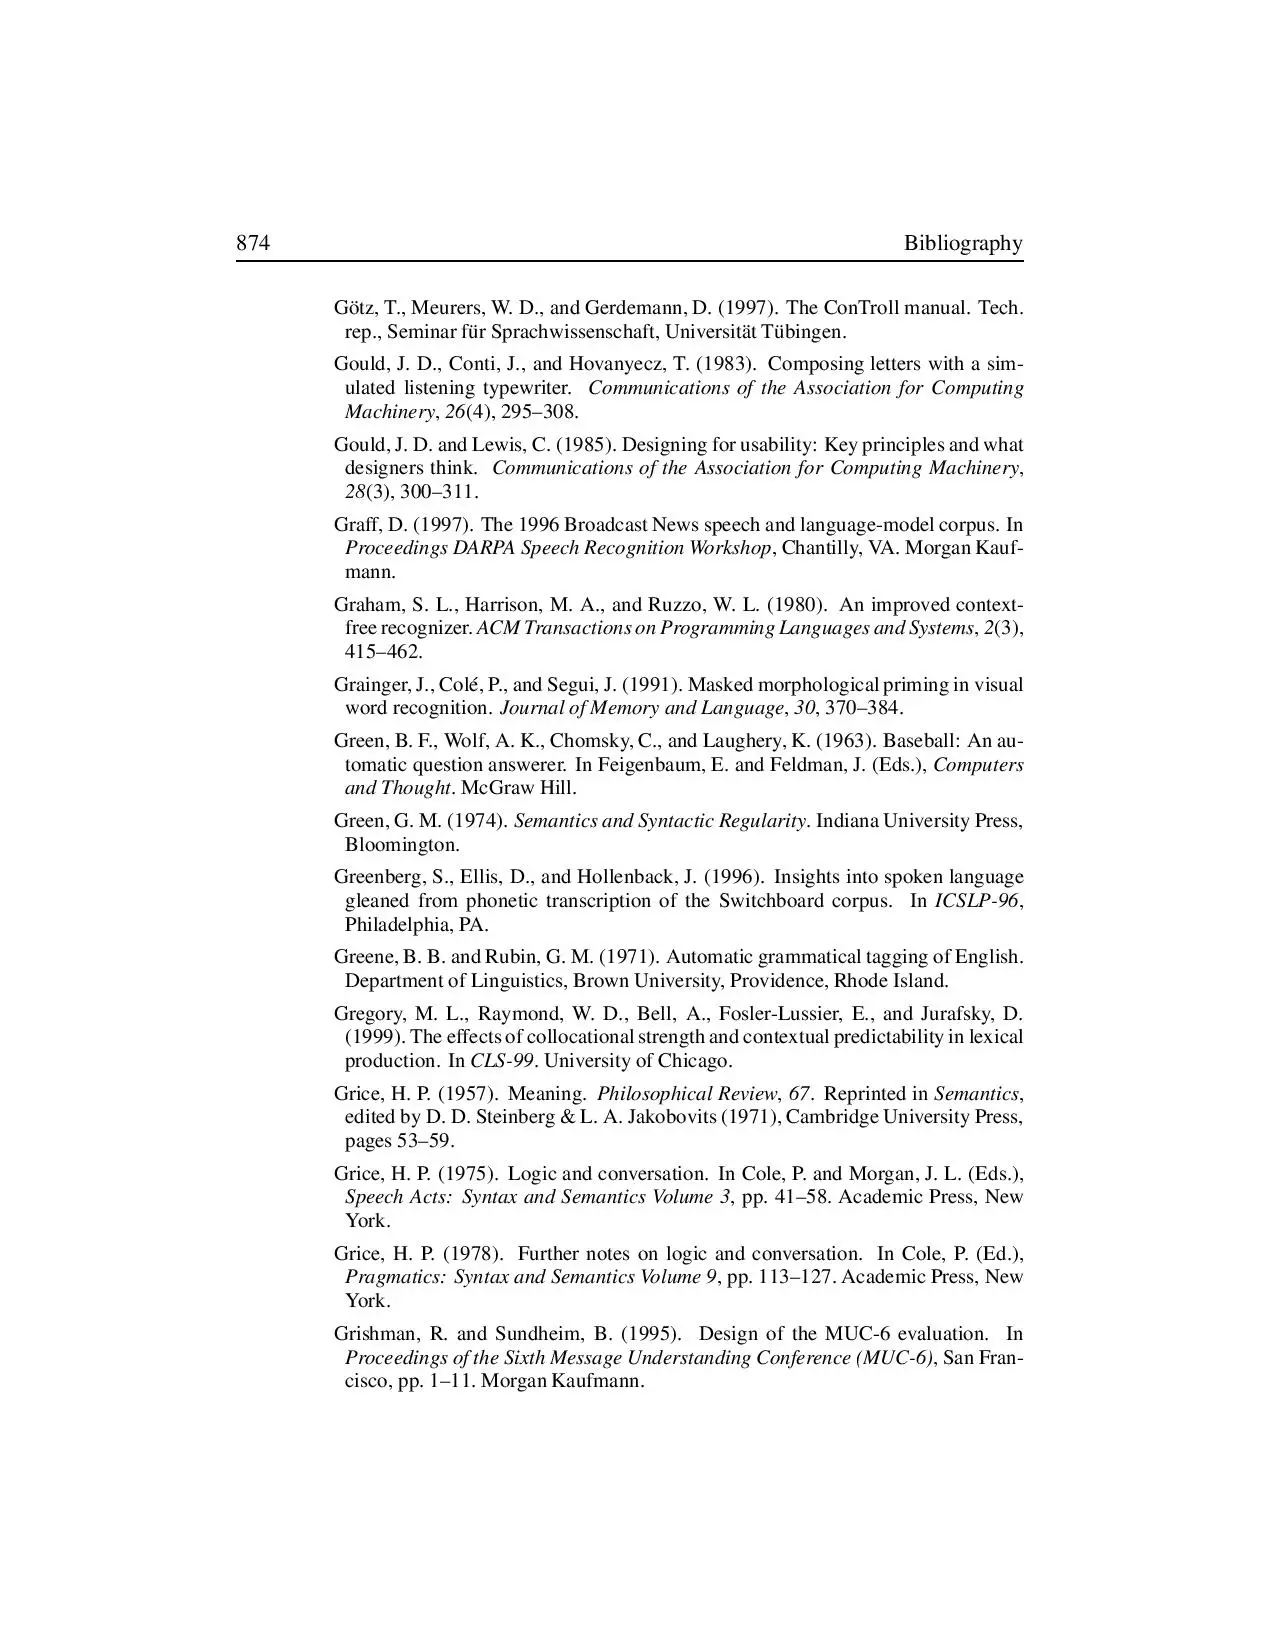 874 Bibliography
Götz, T., Meurers, W. D., and Gerdemann, D. (1997). The ConTroll manual. Tech.
rep., Seminar für Sprachwissenschaft, Universität Tübingen.
Gould, J. D., Conti, J., and Hovanyecz, T. (1983). Composing letters with a sim-
ulated listening typewriter. Communications of the Association for Computing
Machinery, 26(4), 295–308.
Gould, J. D. and Lewis, C. (1985). Designing for usability: Key principles and what
designers think. Communications of the Association for Computing Machinery,
28(3), 300–311.
Graff, D. (1997). The 1996 Broadcast News speech and language-model corpus. In
Proceedings DARPA Speech Recognition Workshop, Chantilly, VA. Morgan Kauf-
mann.
Graham, S. L., Harrison, M. A., and Ruzzo, W. L. (1980). An improved context-
free recognizer. ACM Transactions on Programming Languages and Systems, 2(3),
415–462.
Grainger, J., Colé, P., and Segui, J. (1991). Masked morphological priming in visual
word recognition. Journal of Memory and Language, 30, 370–384.
Green, B. F., Wolf, A. K., Chomsky, C., and Laughery, K. (1963). Baseball: An au-
tomatic question answerer. In Feigenbaum, E. and Feldman, J. (Eds.), Computers
and Thought. McGraw Hill.
Green, G. M. (1974). Semantics and Syntactic Regularity. Indiana University Press,
Bloomington.
Greenberg, S., Ellis, D., and Hollenback, J. (1996). Insights into spoken language
gleaned from phonetic transcription of the Switchboard corpus. In ICSLP-96,
Philadelphia, PA.
Greene, B. B. and Rubin, G. M. (1971). Automatic grammatical tagging of English.
Department of Linguistics, Brown University, Providence, Rhode Island.
Gregory, M. L., Raymond, W. D., Bell, A., Fosler-Lussier, E., and Jurafsky, D.
(1999). The effects of collocational strength and contextual predictability in lexical
production. In CLS-99. University of Chicago.
Grice, H. P. (1957). Meaning. Philosophical Review, 67. Reprinted in Semantics,
edited by D. D. Steinberg & L. A. Jakobovits (1971), Cambridge University Press,
pages 53–59.
Grice, H. P. (1975). Logic and conversation. In Cole, P. and Morgan, J. L. (Eds.),
Speech Acts: Syntax and Semantics Volume 3, pp. 41–58. Academic Press, New
York.
Grice, H. P. (1978). Further notes on logic and conversation. In Cole, P. (Ed.),
Pragmatics: Syntax and Semantics Volume 9, pp. 113–127. Academic Press, New
York.
Grishman, R. and Sundheim, B. (1995). Design of the MUC-6 evaluation. In
Proceedings of the Sixth Message Understanding Conference (MUC-6), San Fran-
cisco, pp. 1–11. Morgan Kaufmann.